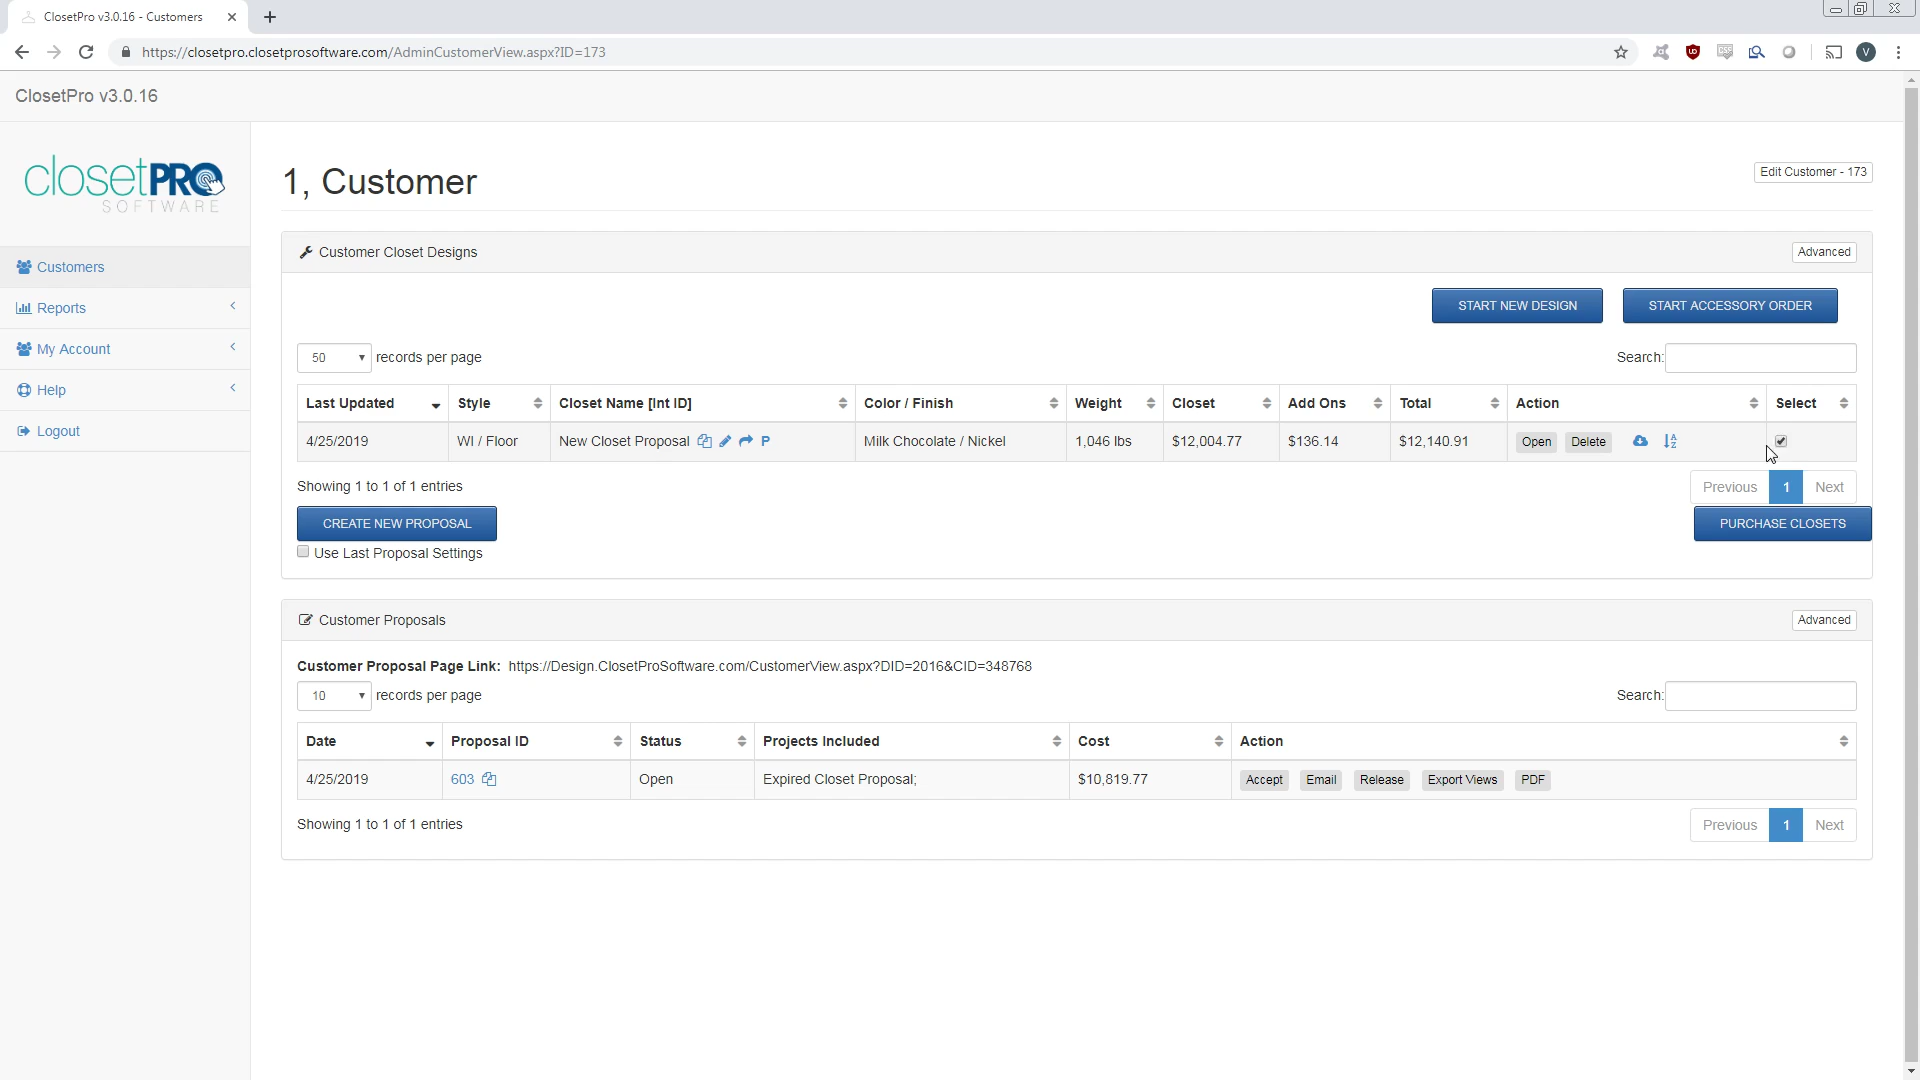 ClosetPro v3.0.16 - Customers
https://closetpro.closetprosoftware.com/AdminCustomerView.aspx?ID=173
V
ClosetPro v3.0.16
closetPRO
SOFTWARE
Customers
Reports
My Account
Help
Logout
1, Customer
Edit Customer - 173
Customer Closet Designs
Advanced
START NEW DESIGN
START ACCESSORY ORDER
50 records per page
Search:
Last Updated Style Closet Name [Int ID] Color / Finish Weight Closet Add Ons Total Action Select
4/25/2019 WI / Floor New Closet Proposal P Milk Chocolate / Nickel 1,046 lbs $12,004.77 $136.14 $12,140.91 Open Delete
Showing 1 to 1 of 1 entries
Previous 1 Next
CREATE NEW PROPOSAL
PURCHASE CLOSETS
Use Last Proposal Settings
Customer Proposals
Advanced
Customer Proposal Page Link: https://Design.ClosetProSoftware.com/CustomerView.aspx?DID=2016&CID=348768
10 records per page
Search:
Date Proposal ID Status Projects Included Cost Action
4/25/2019 603 Open Expired Closet Proposal; $10,819.77 Accept Email Release Export Views PDF
Showing 1 to 1 of 1 entries
Previous 1 Next